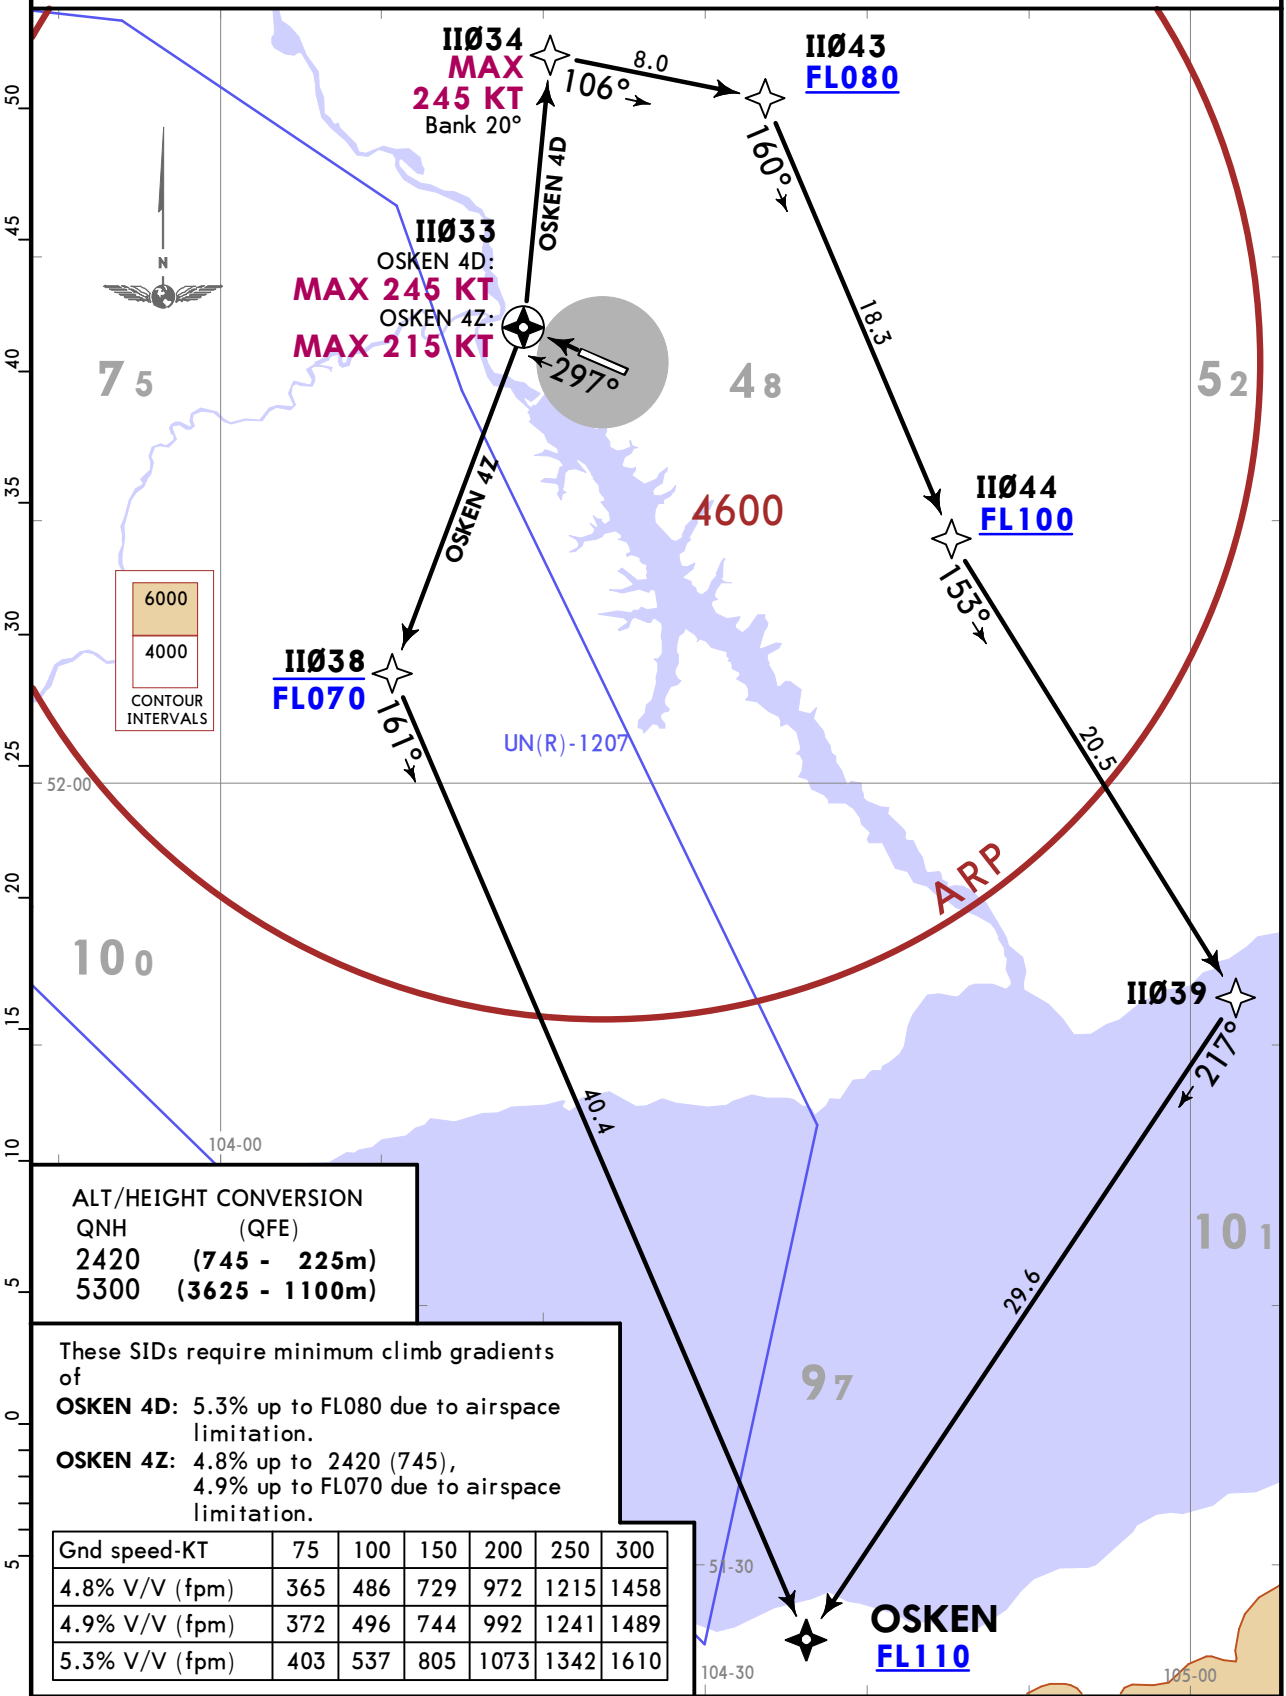 IIØ34
MAX
245 KT
Bank 20°
8.0
106°
IIØ43
FL080
160°
OSKEN 4D
IIØ33
OSKEN 4D:
MAX 245 KT
OSKEN 4Z:
MAX 215 KT
297°
N
18.3
75
48
52
OSKEN 4Z
4600
IIØ44
FL100
153°
6000
4000
CONTOUR
INTERVALS
IIØ38
FL070
161°
UN(R)-1207
20.5
52-00
ARP
100
IIØ39
217°
40.4
104-00
101
29.6
97
50
45
40
35
30
25
20
15
10
5
0
5
ALT/HEIGHT CONVERSION
QNH (QFE)
2420 (745 - 225m)
5300 (3625 - 1100m)
These SIDs require minimum climb gradients
of
OSKEN 4D: 5.3% up to FL080 due to airspace
limitation.
OSKEN 4Z: 4.8% up to 2420 (745),
4.9% up to FL070 due to airspace
limitation.
Gnd speed-KT 75 100 150 200 250 300
4.8% V/V (fpm) 365 486 729 972 1215 1458
4.9% V/V (fpm) 372 496 744 992 1241 1489
5.3% V/V (fpm) 403 537 805 1073 1342 1610
51-30
OSKEN
FL110
104-30
105-00